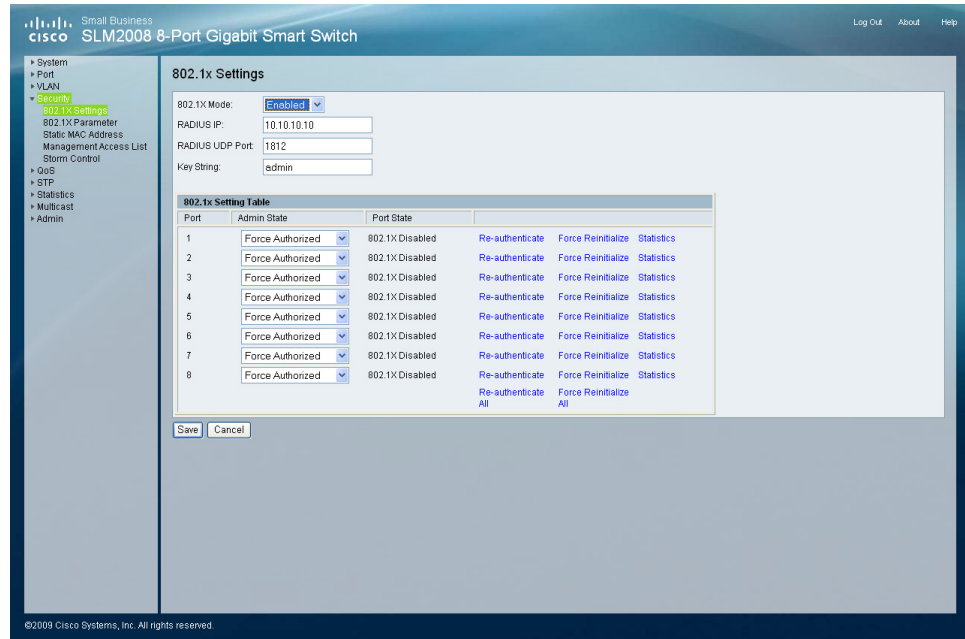 Small Business
CISCO SLM2008 8-Port Gigabit Smart Switch
Log Out About Help
System
Port
VLAN
Security
802.1X Settings
802.1X Parameter
Static MAC Address
Management Access List
Storm Control
QoS
STP
Statistics
Multicast
Admin
802.1x Settings
802.1X Mode: Enabled
RADIUS IP: 10.10.10.10
RADIUS UDP Port: 1812
Key String: admin
802.1x Setting Table
Port Admin State Port State
1 Force Authorized 802.1X Disabled Re-authenticate Force Reinitialize Statistics
2 Force Authorized 802.1X Disabled Re-authenticate Force Reinitialize Statistics
3 Force Authorized 802.1X Disabled Re-authenticate Force Reinitialize Statistics
4 Force Authorized 802.1X Disabled Re-authenticate Force Reinitialize Statistics
5 Force Authorized 802.1X Disabled Re-authenticate Force Reinitialize Statistics
6 Force Authorized 802.1X Disabled Re-authenticate Force Reinitialize Statistics
7 Force Authorized 802.1X Disabled Re-authenticate Force Reinitialize Statistics
8 Force Authorized 802.1X Disabled Re-authenticate Force Reinitialize Statistics
Re-authenticate Force Reinitialize
All All
Save Cancel
©2009 Cisco Systems, Inc. All rights reserved.